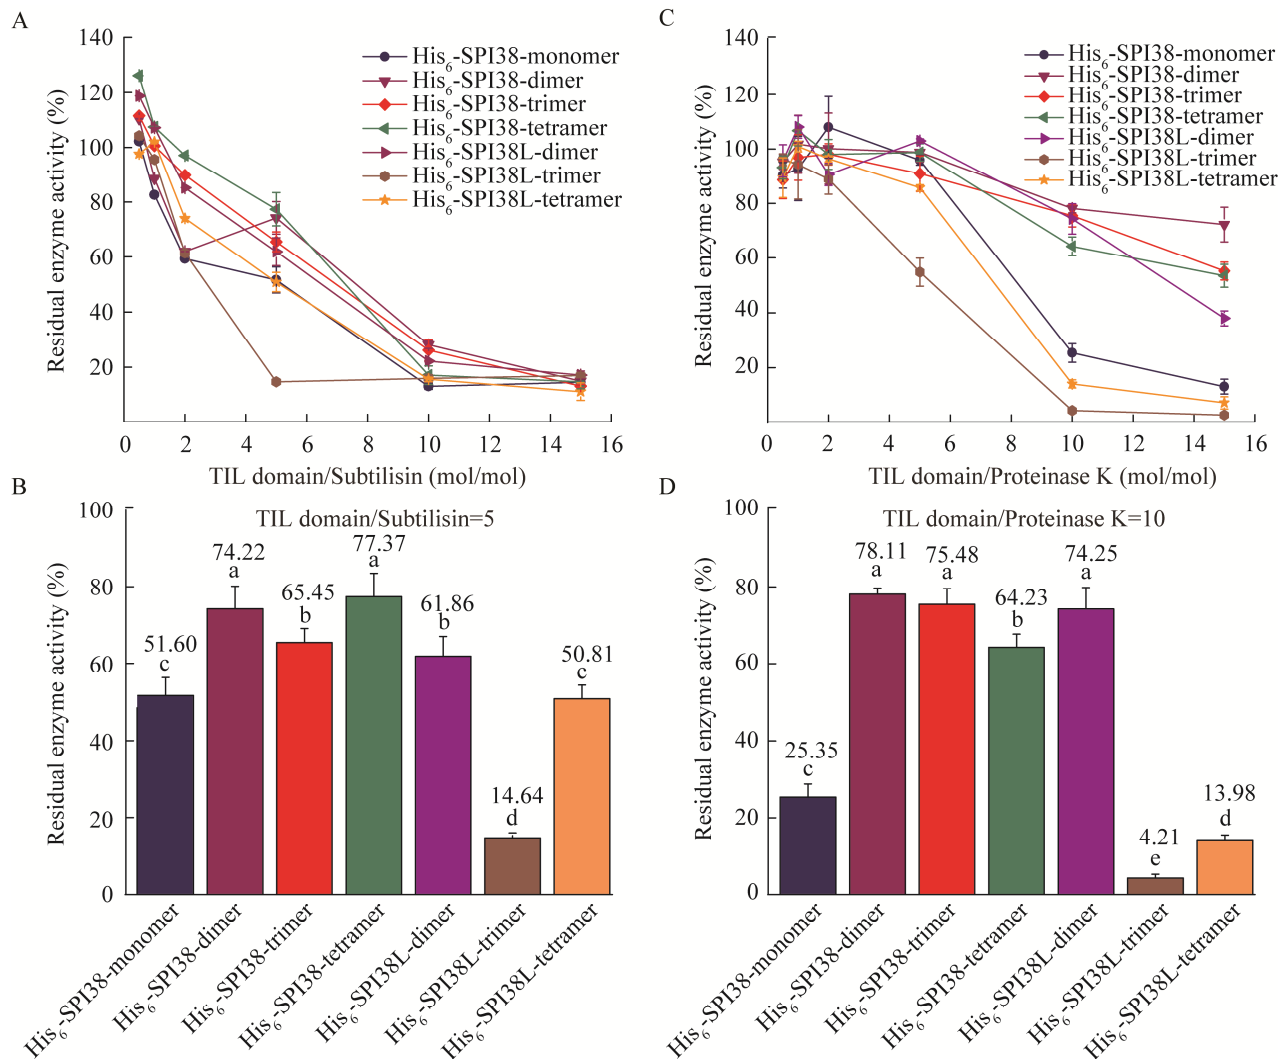 A
Residual enzyme activity (%)
140
120
100
80
60
40
20
0 2 4 6 8 10 12 14 16
TIL domain/Subtilisin (mol/mol)
His6-SPI38-monomer
His6-SPI38-dimer
His6-SPI38-trimer
His6-SPI38-tetramer
His6-SPI38L-dimer
His6-SPI38L-trimer
His6-SPI38L-tetramer
C
Residual enzyme activity (%)
140
120
100
80
60
40
20
0 2 4 6 8 10 12 14 16
TIL domain/Proteinase K (mol/mol)
His6-SPI38-monomer
His6-SPI38-dimer
His6-SPI38-trimer
His6-SPI38-tetramer
His6-SPI38L-dimer
His6-SPI38L-trimer
His6-SPI38L-tetramer
B
Residual enzyme activity (%)
100
80
60
40
20
0
TIL domain/Subtilisin=5
51.60
c
74.22
a
65.45
b
77.37
a
61.86
b
14.64
d
50.81
c
His6-SPI38-monomer
His6-SPI38-dimer
His6-SPI38-trimer
His6-SPI38-tetramer
His6-SPI38L-dimer
His6-SPI38L-trimer
His6-SPI38L-tetramer
D
Residual enzyme activity (%)
100
80
60
40
20
0
TIL domain/Proteinase K=10
25.35
c
78.11
a
75.48
a
64.23
b
74.25
a
4.21
e
13.98
d
His6-SPI38-monomer
His6-SPI38-dimer
His6-SPI38-trimer
His6-SPI38-tetramer
His6-SPI38L-dimer
His6-SPI38L-trimer
His6-SPI38L-tetramer